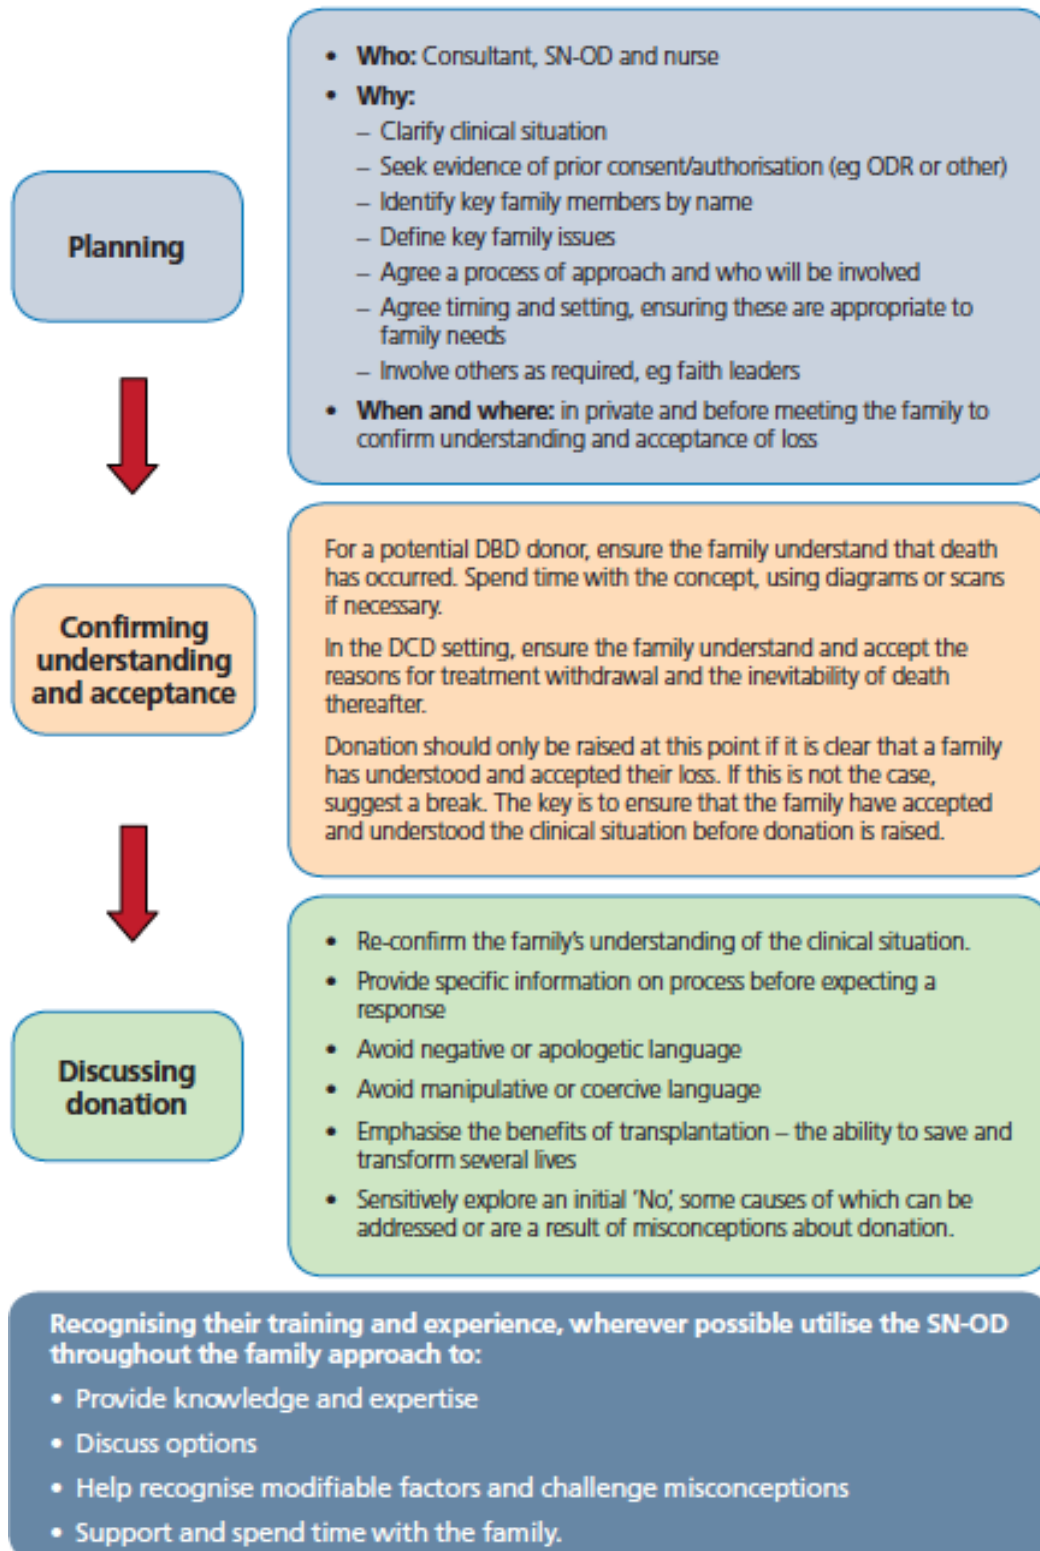 • Who: Consultant, SN-OD and nurse
• Why:
– Clarify clinical situation
– Seek evidence of prior consent/authorisation (eg ODR or other)
– Identify key family members by name
– Define key family issues
– Agree a process of approach and who will be involved
– Agree timing and setting, ensuring these are appropriate to
family needs
– Involve others as required, eg faith leaders
• When and where: in private and before meeting the family to
confirm understanding and acceptance of loss
Planning
For a potential DBD donor, ensure the family understand that death
has occurred. Spend time with the concept, using diagrams or scans
if necessary.
In the DCD setting, ensure the family understand and accept the
reasons for treatment withdrawal and the inevitability of death
thereafter.
Donation should only be raised at this point if it is clear that a family
has understood and accepted their loss. If this is not the case,
suggest a break. The key is to ensure that the family have accepted
and understood the clinical situation before donation is raised.
Confirming
understanding
and acceptance
• Re-confirm the family's understanding of the clinical situation.
• Provide specific information on process before expecting a
response
• Avoid negative or apologetic language
• Avoid manipulative or coercive language
• Emphasise the benefits of transplantation – the ability to save and
transform several lives
• Sensitively explore an initial 'No', some causes of which can be
addressed or are a result of misconceptions about donation.
Discussing
donation
Recognising their training and experience, wherever possible utilise the SN-OD
throughout the family approach to:
• Provide knowledge and expertise
• Discuss options
• Help recognise modifiable factors and challenge misconceptions
• Support and spend time with the family.